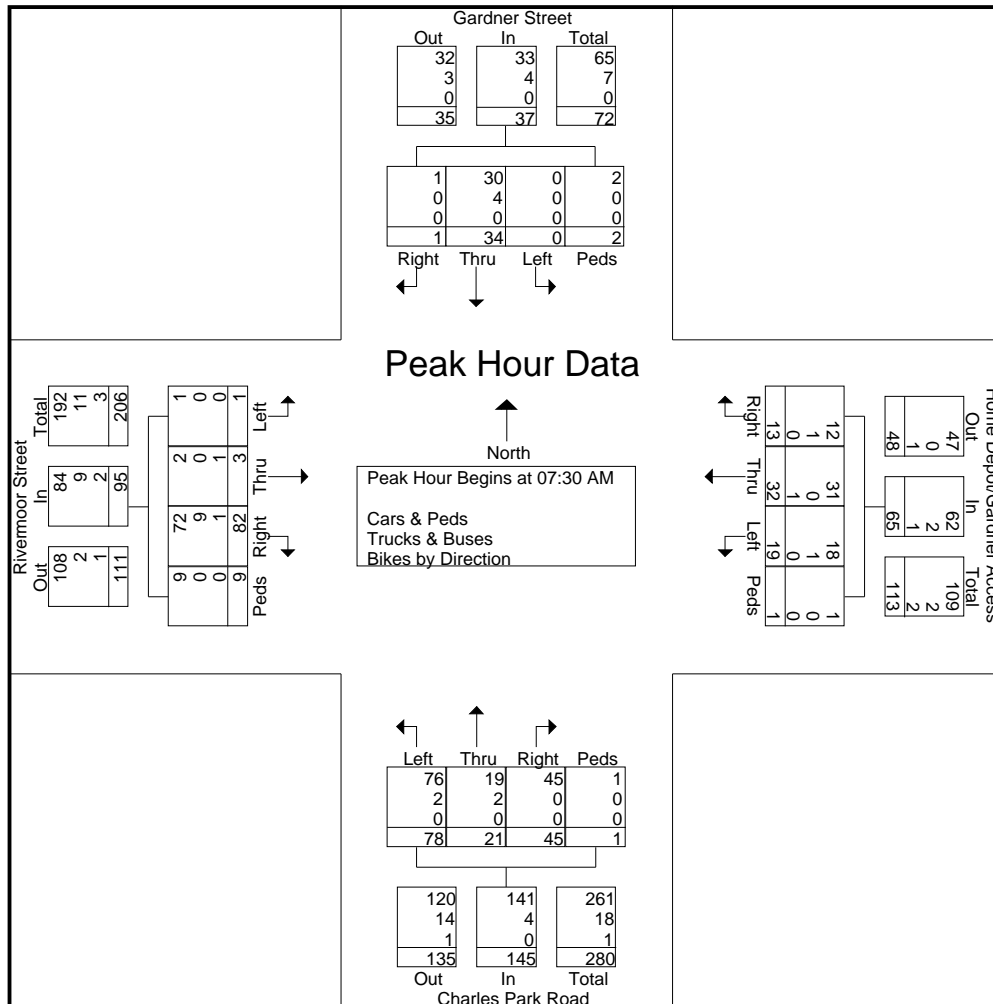 Gardner Street
Out In Total
32 33 65
3 4 7
0 0 0
35 37 72
1 30 0 2
0 4 0 0
0 0 0 0
1 34 0 2
Right Thru Left Peds
Peak Hour Data
North
Peak Hour Begins at 07:30 AM
Cars & Peds
Trucks & Buses
Bikes by Direction
Rivermoor Street
Out In Total
108 84 192
2 9 11
1 2 3
111 95 206
9 72 2 1
0 9 0 0
0 1 1 0
9 82 3 1
Peds Right Thru Left
Home Depot/Gardner Access
Out In Total
47 62 109
0 2 2
1 1 2
48 65 113
12 31 18 1
1 0 1 0
0 1 0 0
13 32 19 1
Right Thru Left Peds
Left Thru Right Peds
76 19 45 1
2 2 0 0
0 0 0 0
78 21 45 1
120 141 261
14 4 18
1 0 1
135 145 280
Out In Total
Charles Park Road